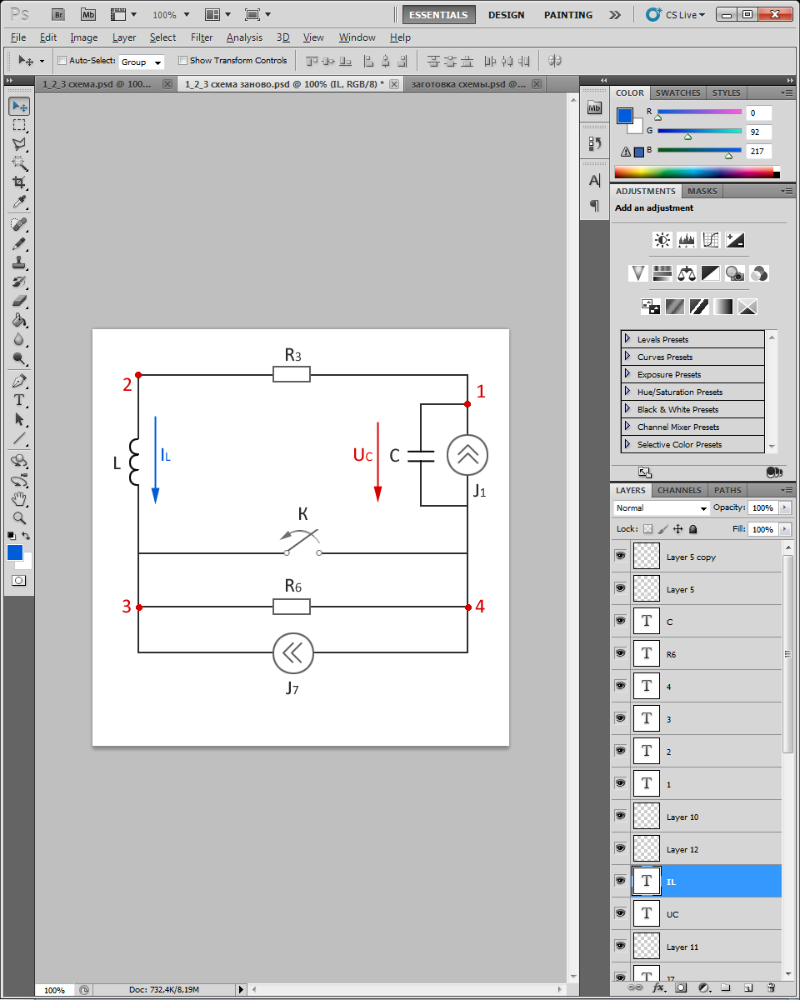 Ps Br Mb 100% ESSENTIALS DESIGN PAINTING CS Live
File Edit Image Layer Select Filter Analysis 3D View Window Help
Auto-Select: Group Show Transform Controls
1_2_3 схема.psd @ 100... 1_2_3 схема заново.psd @ 100% (IL, RGB/8) * заготовка схемы.psd @...
Mb
A
COLOR SWATCHES STYLES
R 0
G 92
B 217
ADJUSTMENTS MASKS
Add an adjustment
Levels Presets
Curves Presets
Exposure Presets
Hue/Saturation Presets
Black & White Presets
Channel Mixer Presets
Selective Color Presets
R3
2
1
L
IL
UC
C
J1
К
R6
3
4
J7
LAYERS CHANNELS PATHS
Normal Opacity: 100%
Lock: Fill: 100%
Layer 5 copy
Layer 5
T C
T R6
T 4
T 3
T 2
T 1
Layer 10
Layer 12
T IL
T UC
Layer 11
T J7
100% Doc: 732,4K/8,19M
fx